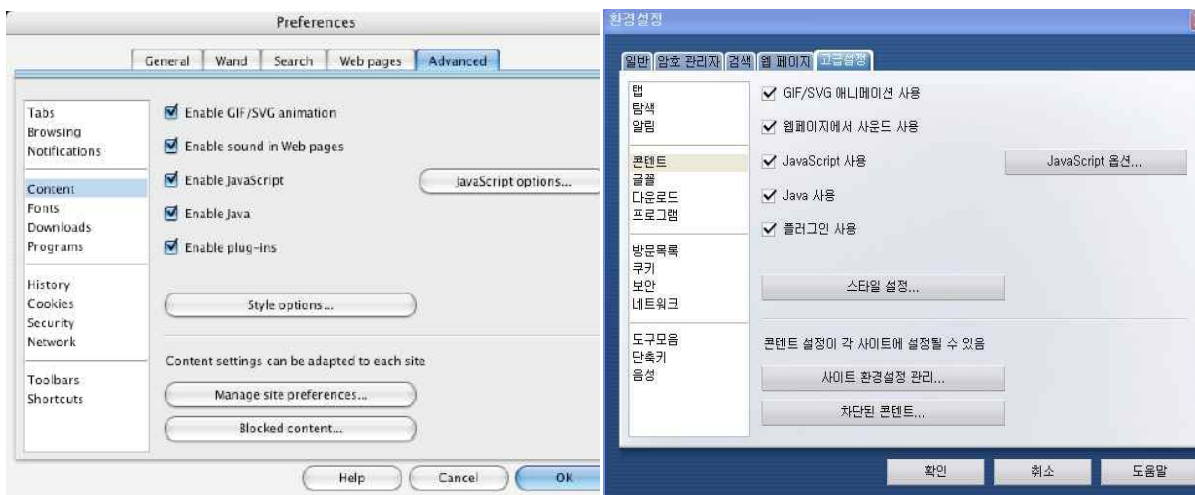 Preferences
General Wand Search Web pages Advanced
Tabs
Browsing
Notifications
Content
Fonts
Downloads
Programs
History
Cookies
Security
Network
Toolbars
Shortcuts
Enable GIF/SVG animation
Enable sound in Web pages
Enable JavaScript
JavaScript options...
Enable Java
Enable plug-ins
Style options...
Content settings can be adapted to each site
Manage site preferences...
Blocked content...
Help Cancel OK
환경설정
일반 암호 관리자 검색 웹 페이지 고급설정
탭
탐색
알림
콘텐트
글꼴
다운로드
프로그램
방문목록
쿠키
보안
네트워크
도구모음
단축키
음성
GIF/SVG 애니메이션 사용
웹페이지에서 사운드 사용
JavaScript 사용
JavaScript 옵션...
Java 사용
플러그인 사용
스타일 설정...
콘텐트 설정이 각 사이트에 설정될 수 있음
사이트 환경설정 관리...
차단된 콘텐트...
확인 취소 도움말